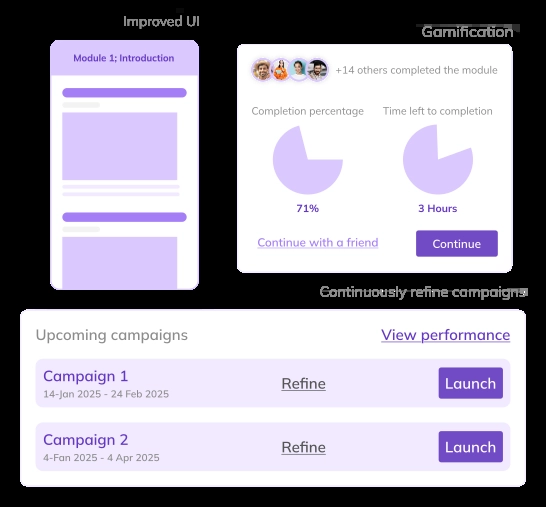 Improved UI
Module 1; Introduction
Gamification
+14 others completed the module
Completion percentage
Time left to completion
71%
3 Hours
Continue with a friend
Continue
Continuously refine campaigns
Upcoming campaigns
View performance
Campaign 1
14-Jan 2025 - 24 Feb 2025
Refine
Launch
Campaign 2
4-Fan 2025 - 4 Apr 2025
Refine
Launch